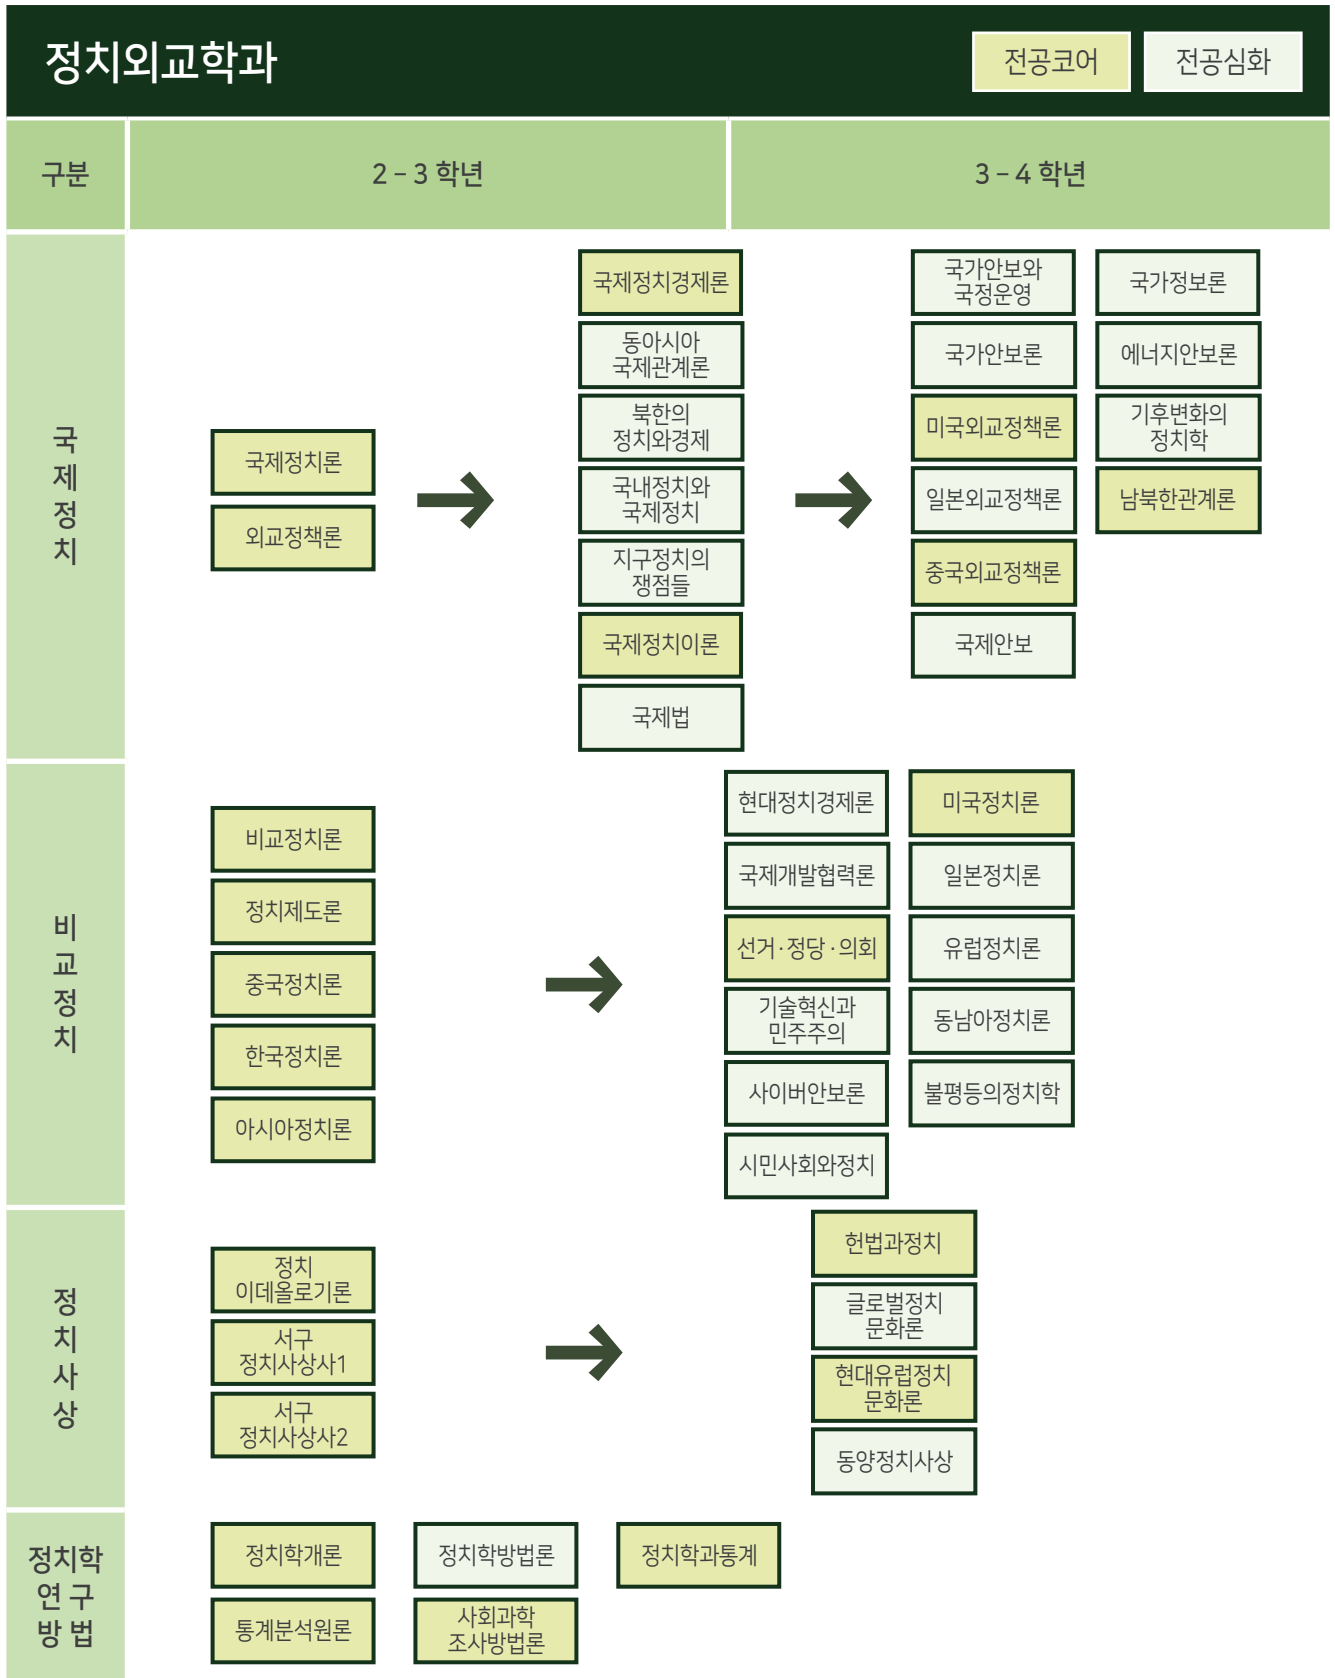 정치외교학과
전공코어
전공심화
구분
2 – 3 학년
3 – 4 학년
국
제
정
치
국제정치론
외교정책론
국제정치경제론
동아시아
국제관계론
북한의
정치와경제
국내정치와
국제정치
지구정치의
쟁점들
국제정치이론
국제법
국가안보와
국정운영
국가안보론
미국외교정책론
일본외교정책론
중국외교정책론
국제안보
국가정보론
에너지안보론
기후변화의
정치학
남북한관계론
비
교
정
치
비교정치론
정치제도론
중국정치론
한국정치론
아시아정치론
현대정치경제론
국제개발협력론
선거·정당·의회
기술혁신과
민주주의
사이버안보론
시민사회와정치
미국정치론
일본정치론
유럽정치론
동남아정치론
불평등의정치학
정
치
사
상
정치
이데올로기론
서구
정치사상사1
서구
정치사상사2
헌법과정치
글로벌정치
문화론
현대유럽정치
문화론
동양정치사상
정치학
연 구
방 법
정치학개론
정치학방법론
정치학과통계
통계분석원론
사회과학
조사방법론